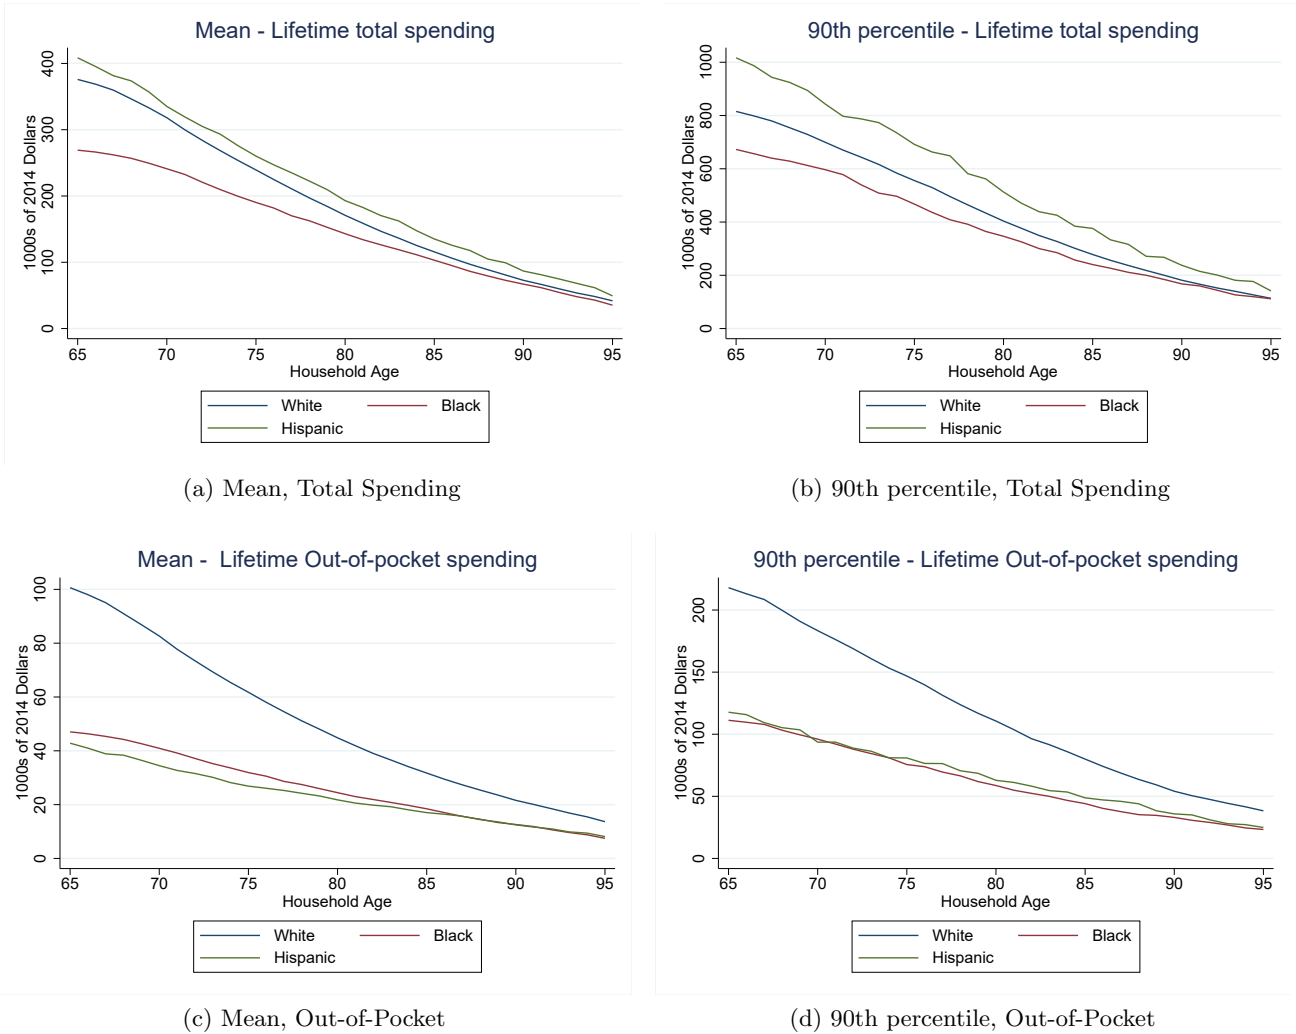 Mean - Lifetime total spending
1000s of 2014 Dollars
400
300
200
100
0
65 70 75 80 85 90 95
Household Age
White Black
Hispanic
(a) Mean, Total Spending
90th percentile - Lifetime total spending
1000s of 2014 Dollars
1000
800
600
400
200
0
65 70 75 80 85 90 95
Household Age
White Black
Hispanic
(b) 90th percentile, Total Spending
Mean - Lifetime Out-of-pocket spending
1000s of 2014 Dollars
100
80
60
40
20
0
65 70 75 80 85 90 95
Household Age
White Black
Hispanic
(c) Mean, Out-of-Pocket
90th percentile - Lifetime Out-of-pocket spending
1000s of 2014 Dollars
200
150
100
50
0
65 70 75 80 85 90 95
Household Age
White Black
Hispanic
(d) 90th percentile, Out-of-Pocket